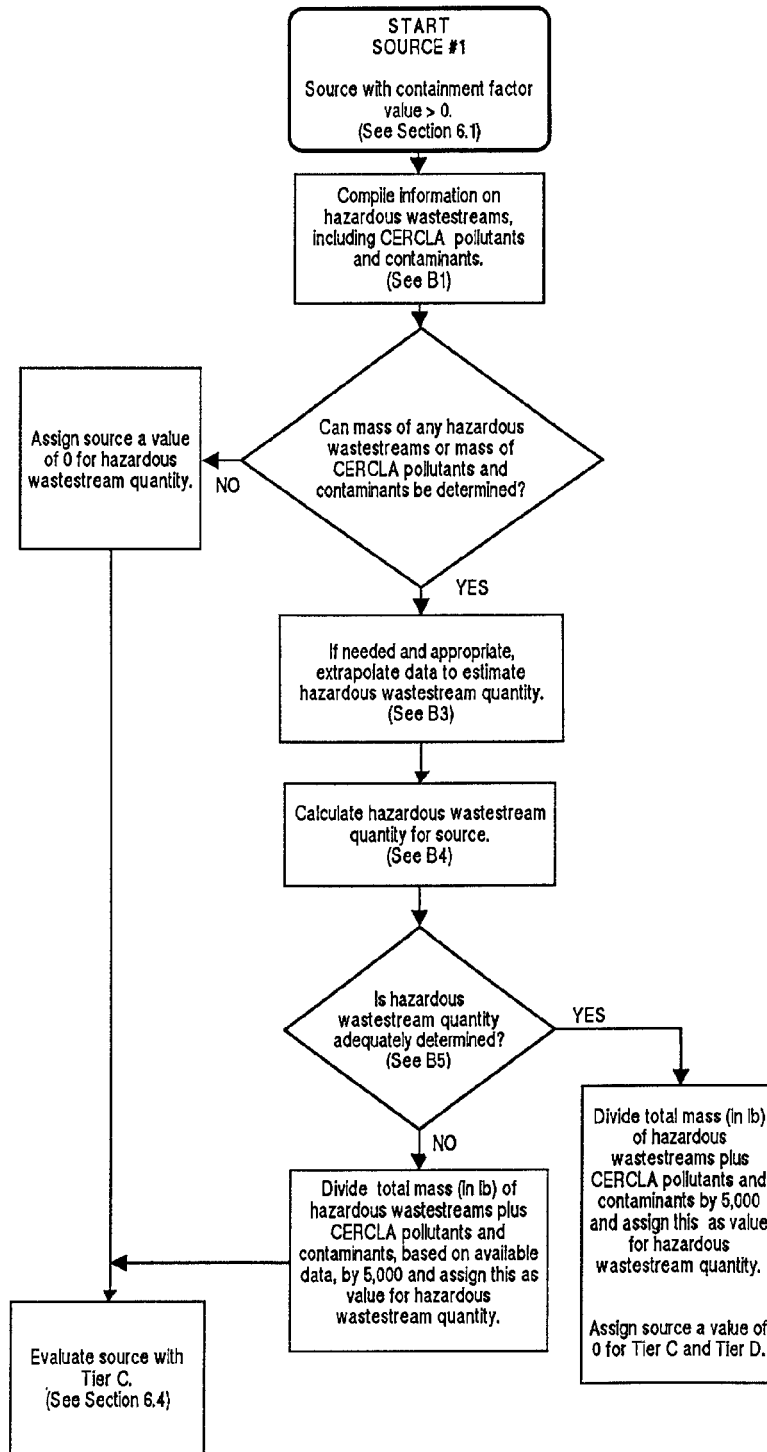 START
SOURCE #1
Source with containment factor
value > 0.
(See Section 6.1)
Compile information on
hazardous wastestreams,
including CERCLA pollutants
and contaminants.
(See B1)
Can mass of any hazardous
wastestreams or mass of
CERCLA pollutants and
contaminants be determined?
NO
Assign source a value
of 0 for hazardous
wastestream quantity.
YES
If needed and appropriate,
extrapolate data to estimate
hazardous wastestream quantity.
(See B3)
Calculate hazardous wastestream
quantity for source.
(See B4)
Is hazardous
wastestream quantity
adequately determined?
(See B5)
YES
Divide total mass (in lb)
of hazardous
wastestreams plus
CERCLA pollutants and
contaminants by 5,000
and assign this as value
for hazardous
wastestream quantity.
Assign source a value of
0 for Tier C and Tier D.
NO
Divide total mass (in lb) of
hazardous wastestreams plus
CERCLA pollutants and
contaminants, based on available
data, by 5,000 and assign this as
value for hazardous
wastestream quantity.
Evaluate source with
Tier C.
(See Section 6.4)